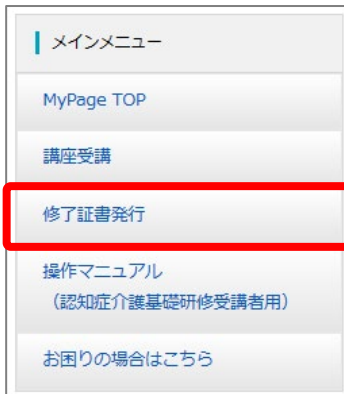 メインメニュー
MyPage TOP
講座受講
修了証書発行
操作マニュアル
（認知症介護基礎研修受講者用）
お困りの場合はこちら